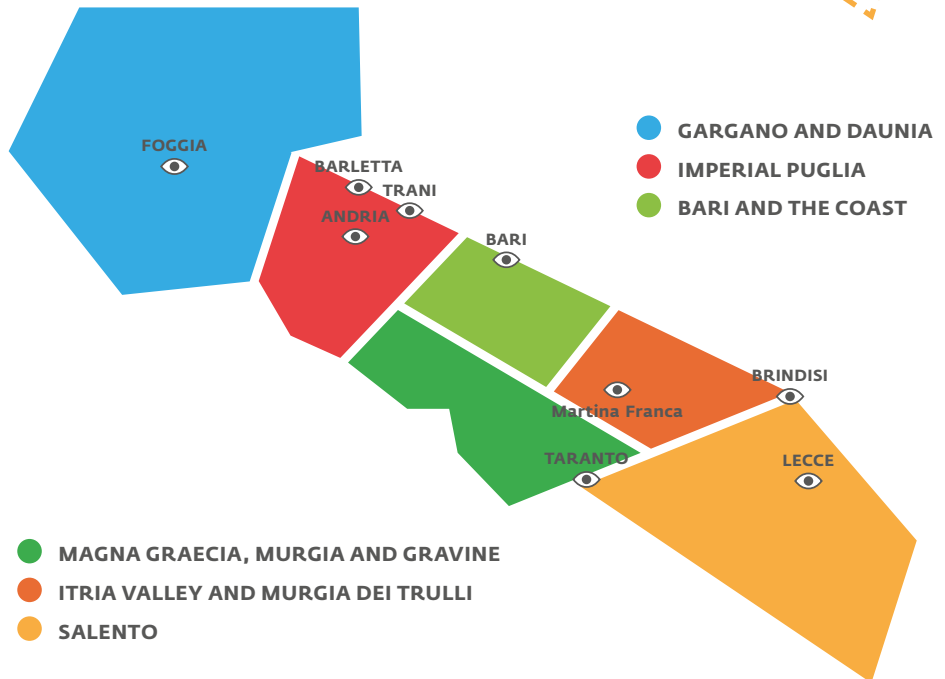 GARGANO AND DAUNIA
FOGGIA
BARLETTA
IMPERIAL PUGLIA
TRANI
BARI AND THE COAST
ANDRIA
BARI
BRINDISI
Martina Franca
TARANTO
LECCE
MAGNA GRAECIA, MURGIA AND GRAVINE
ITRIA VALLEY AND MURGIA DEI TRULLI
SALENTO